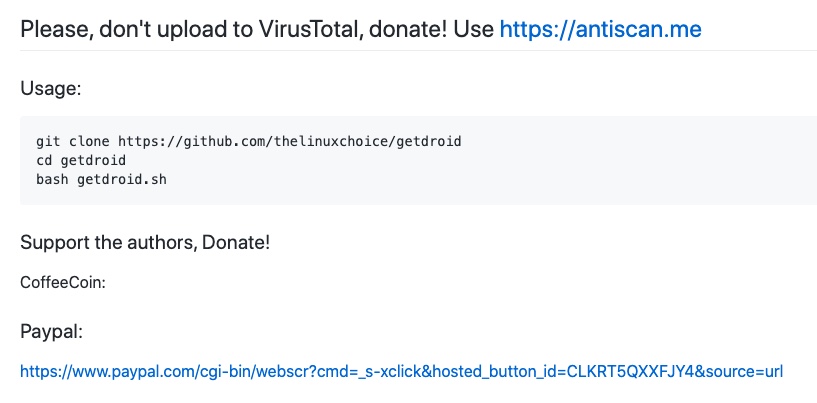 Please, don't upload to VirusTotal, donate! Use https://antiscan.me
Usage:
git clone https://github.com/thelinuxchoice/getdroid
cd getdroid
bash getdroid.sh
Support the authors, Donate!
CoffeeCoin:
Paypal:
https://www.paypal.com/cgi-bin/webscr?cmd=_s-xclick&hosted_button_id=CLKRT5QXXFJY4&source=url